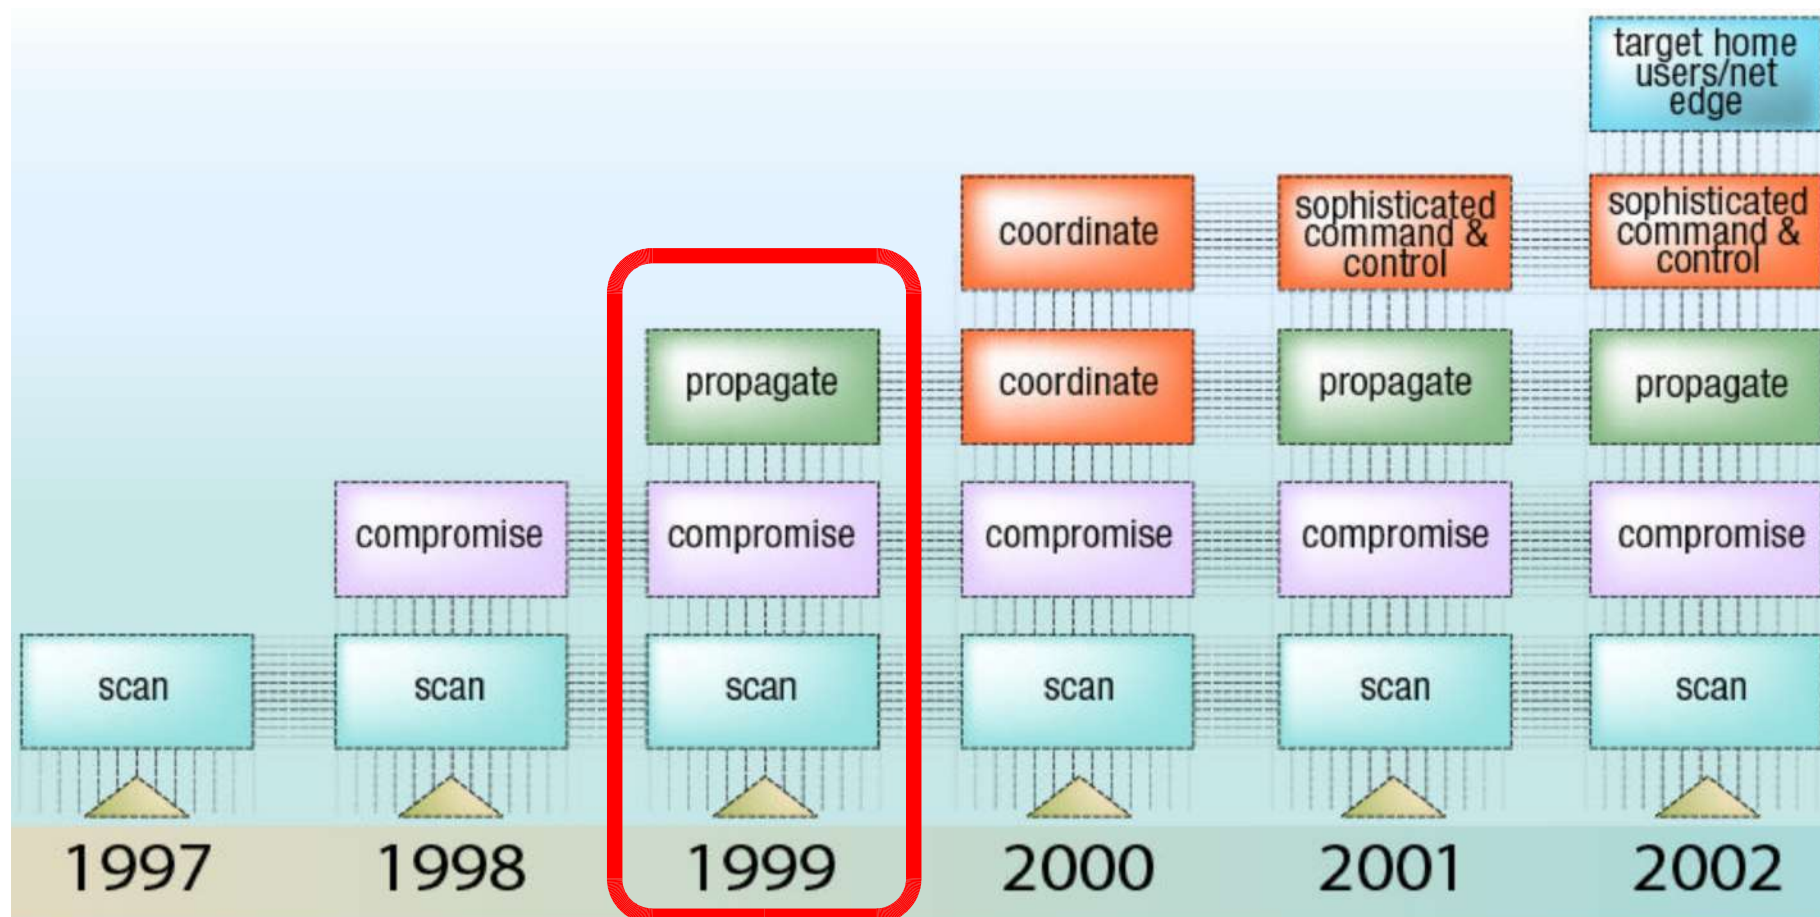 target home
users/net
edge
coordinate
sophisticated
command &
control
sophisticated
command &
control
propagate
coordinate
propagate
propagate
compromise
compromise
compromise
compromise
compromise
scan
scan
scan
scan
scan
scan
1997
1998
1999
2000
2001
2002